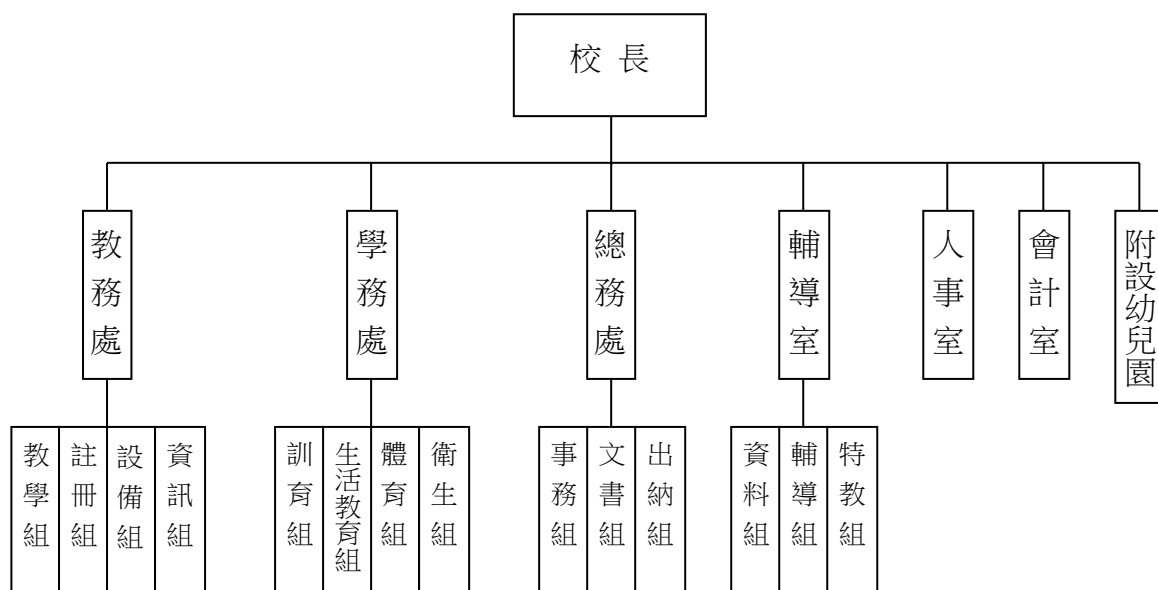 校長
教務處
學務處
總務處
輔導室
人事室
會計室
附設幼兒園
教學組
註冊組
設備組
資訊組
訓育組
生活教育組
體育組
衛生組
事務組
文書組
出納組
資料組
輔導組
特教組